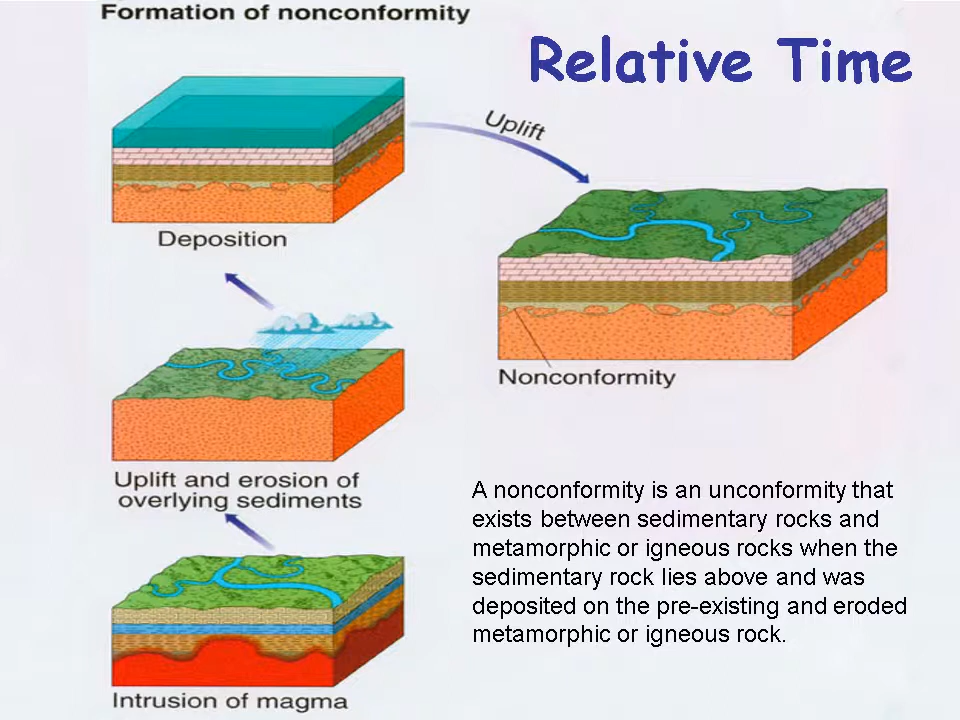 Formation of nonconformity
Relative Time
Uplift
Deposition
Nonconformity
Uplift and erosion of
overlying sediments
Intrusion of magma
A nonconformity is an unconformity that
exists between sedimentary rocks and
metamorphic or igneous rocks when the
sedimentary rock lies above and was
deposited on the pre-existing and eroded
metamorphic or igneous rock.